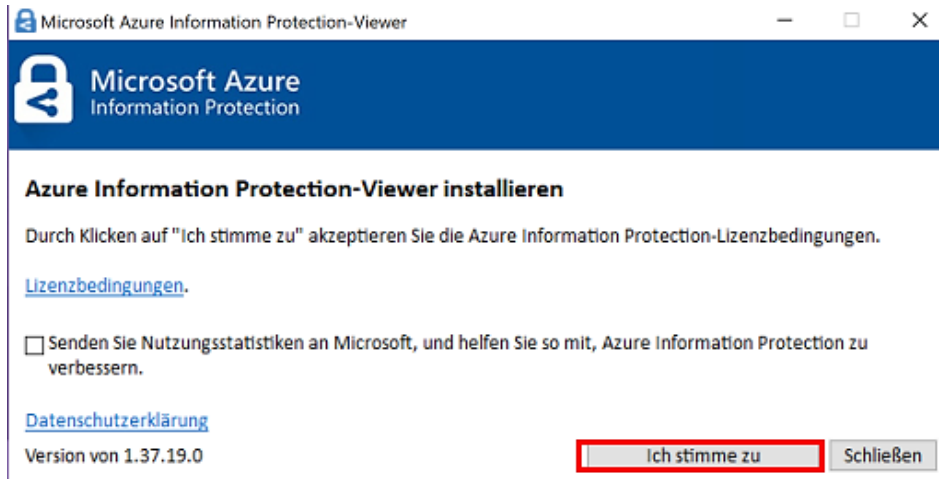 Microsoft Azure Information Protection-Viewer
Microsoft Azure
Information Protection
Azure Information Protection-Viewer installieren
Durch Klicken auf "Ich stimme zu" akzeptieren Sie die Azure Information Protection-Lizenzbedingungen.
Lizenzbedingungen.
Senden Sie Nutzungsstatistiken an Microsoft, und helfen Sie so mit, Azure Information Protection zu
verbessern.
Datenschutzerklärung
Version von 1.37.19.0
Ich stimme zu
Schließen